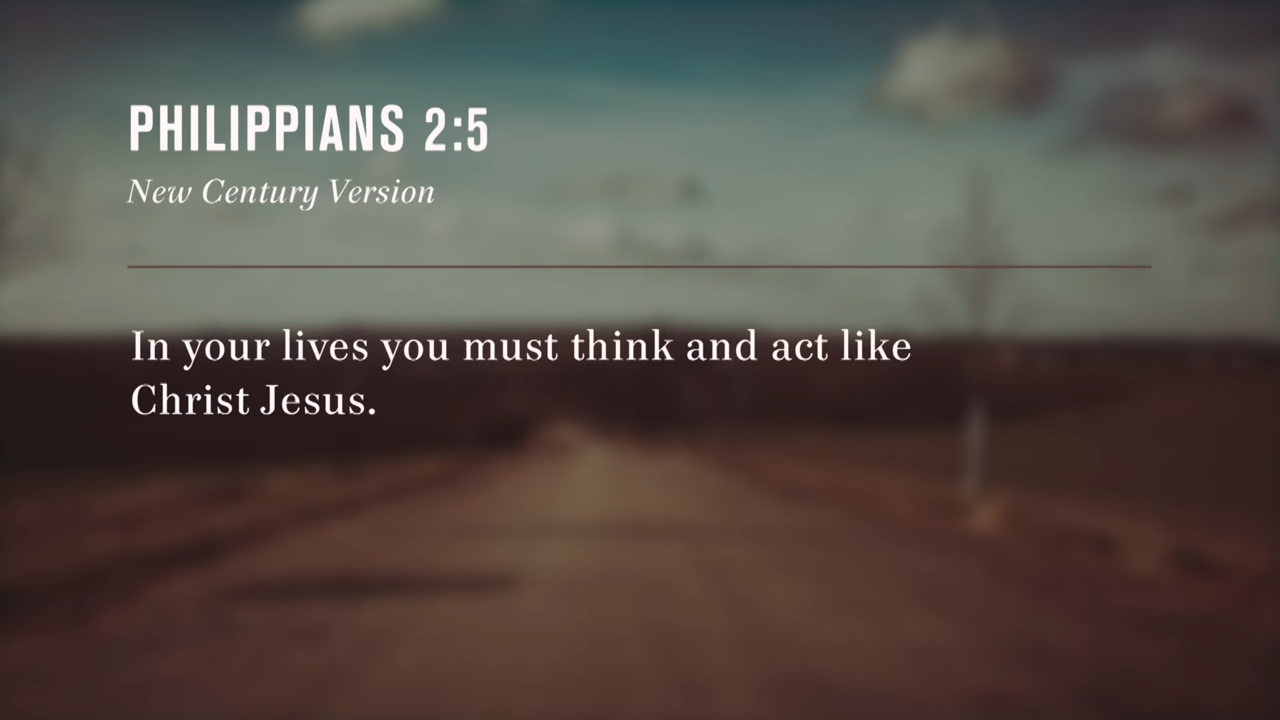 PHILIPPIANS 2:5
New Century Version
In your lives you must think and act like
Christ Jesus.